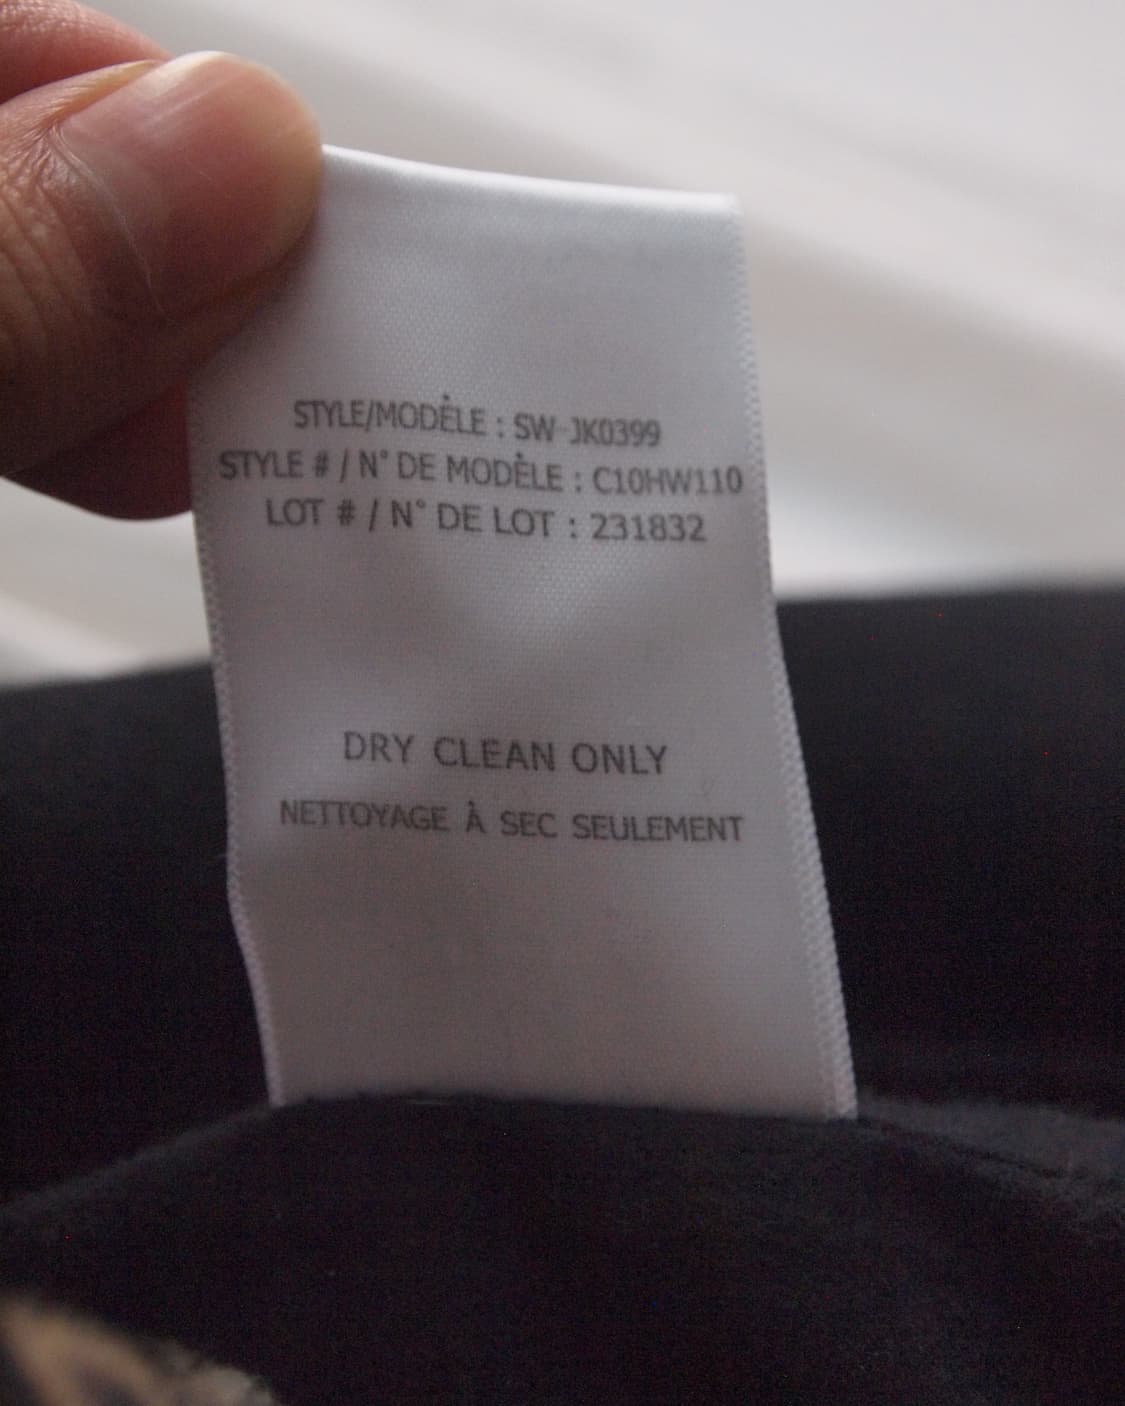 STYLE/MODÈLE : SW-JK0399
STYLE # / N° DE MODÈLE : C10HW110
LOT # / N° DE LOT : 231832
DRY CLEAN ONLY
NETTOYAGE À SEC SEULEMENT